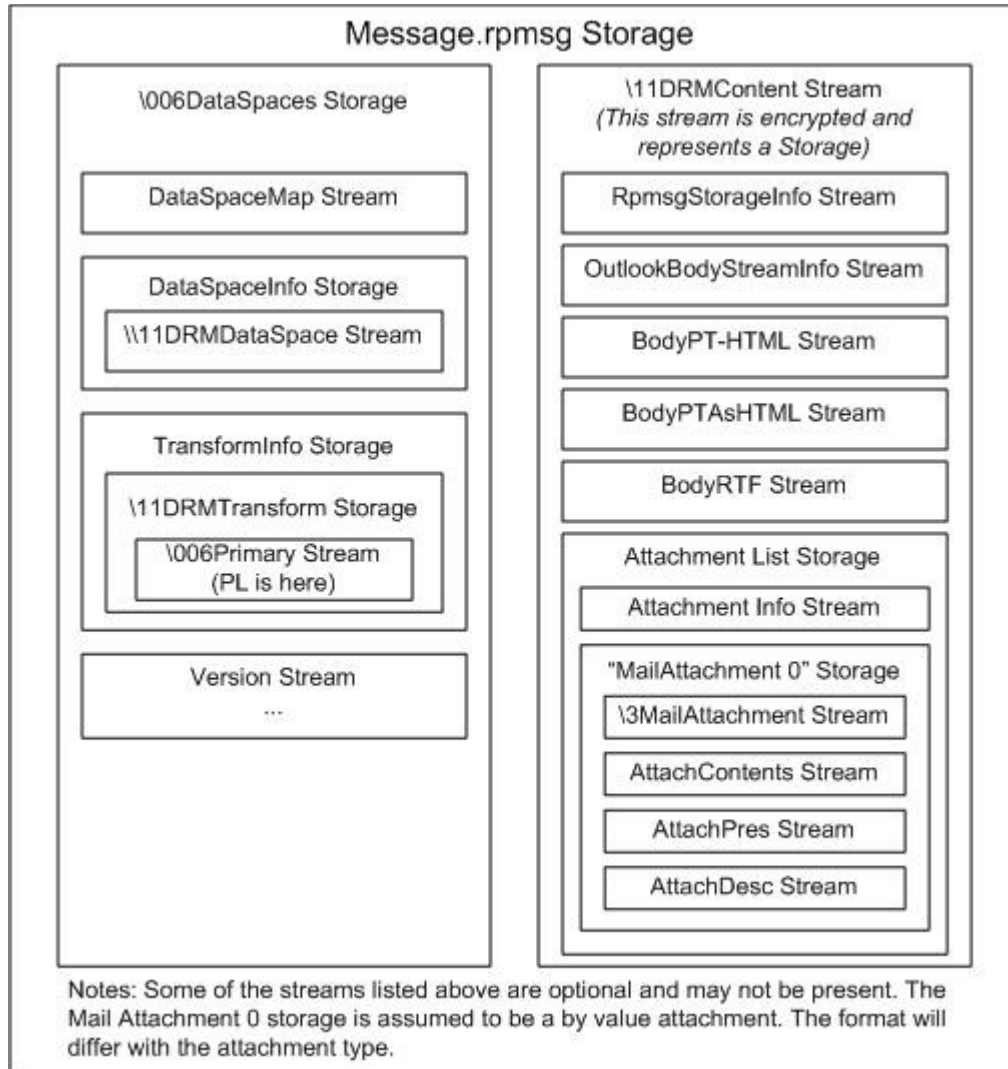 Message.rpmsg Storage
\006DataSpaces Storage
DataSpaceMap Stream
DataSpaceInfo Storage
\\11DRMDataSpace Stream
TransformInfo Storage
\11DRMTransform Storage
\006Primary Stream
(PL is here)
Version Stream
...
\11DRMContent Stream
(This stream is encrypted and
represents a Storage)
RpmsgStorageInfo Stream
OutlookBodyStreamInfo Stream
BodyPT-HTML Stream
BodyPTAsHTML Stream
BodyRTF Stream
Attachment List Storage
Attachment Info Stream
“MailAttachment 0” Storage
\3MailAttachment Stream
AttachContents Stream
AttachPres Stream
AttachDesc Stream
Notes: Some of the streams listed above are optional and may not be present. The
Mail Attachment 0 storage is assumed to be a by value attachment. The format will
differ with the attachment type.